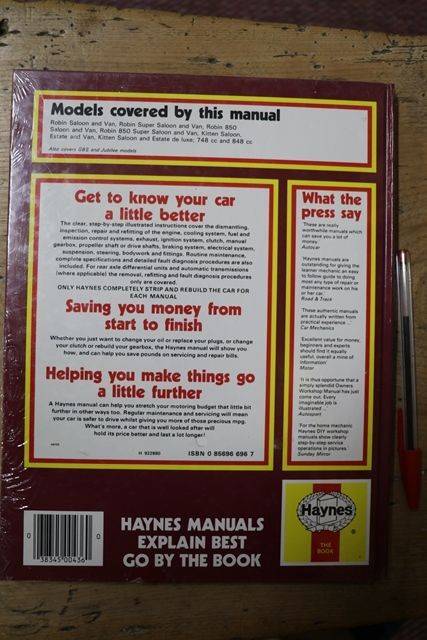 Models covered by this manual
Robin Saloon and Van, Robin Super Saloon and Van, Robin 850
Saloon and Van, Robin 850 Super Saloon and Van, Kitten Saloon,
Estate and Van, Kitten Saloon and Estate de luxe; 748 cc and 848 cc
Also covers GBS and Jubilee models
Get to know your car
a little better
The clear, step-by-step illustrated instructions cover the dismantling,
inspection, repair and refitting of the engine, cooling system, fuel and
emission control systems, exhaust, ignition system, clutch, manual
gearbox, propeller shaft or drive shafts, braking system, electrical system,
suspension, steering, bodywork and fittings. Routine maintenance,
complete specifications and detailed fault diagnosis procedures are also
included. For rear axle differential units and automatic transmissions
(where applicable) the removal, refitting and fault diagnosis procedures
only are covered.
ONLY HAYNES COMPLETELY STRIP AND REBUILD THE CAR FOR
EACH MANUAL
Saving you money from
start to finish
Whether you just want to change your oil or replace your plugs, or change
your clutch or rebuild your gearbox, the Haynes manual will show you
how, and can help you save pounds on servicing and repair bills.
Helping you make things go
a little further
A Haynes manual can help you stretch your motoring budget that little bit
further in other ways too. Regular maintenance and servicing will mean
your car is safer to drive whilst giving you more of those precious mpg.
What's more, a car that is well looked after will
hold its price better and last a lot longer!
H 922680
ISBN 0 85696 696 7
What the
press say
'There are really
worthwhile manuals which
can save you a lot of
money.'
Autocar
'Haynes manuals are
outstanding for giving the
learner mechanic an easy
to follow guide to doing
most any type of repair or
maintenance work on his
or her car.'
Road & Track
'These authentic manuals
are actually written from
practical experience...'
Car Mechanics
'Excellent value for money,
beginners and experts
should find it equally
useful, overall a mine of
information'
Motor
'It is thus opportune that a
simply splendid Owners
Workshop Manual has just
come out. Every
imaginable job is
illustrated.'
Autosport
'For the home mechanic
Haynes DIY workshop
manuals show clearly
step-by-step service
operations in pictures.'
Sunday Mirror
Haynes
®
THE
BOOK
0 38345 00436 0
HAYNES MANUALS
EXPLAIN BEST
GO BY THE BOOK